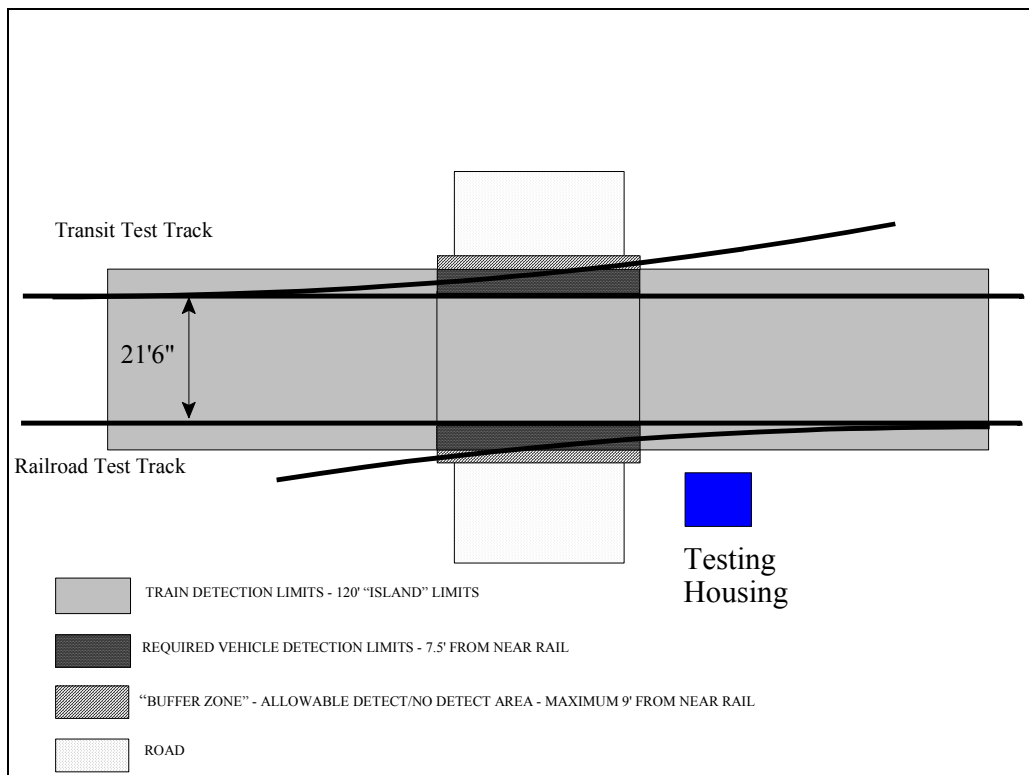 Transit Test Track
21'6"
Railroad Test Track
Testing
Housing
TRAIN DETECTION LIMITS - 120' “ISLAND” LIMITS
REQUIRED VEHICLE DETECTION LIMITS - 7.5' FROM NEAR RAIL
“BUFFER ZONE” - ALLOWABLE DETECT/NO DETECT AREA - MAXIMUM 9' FROM NEAR RAIL
ROAD